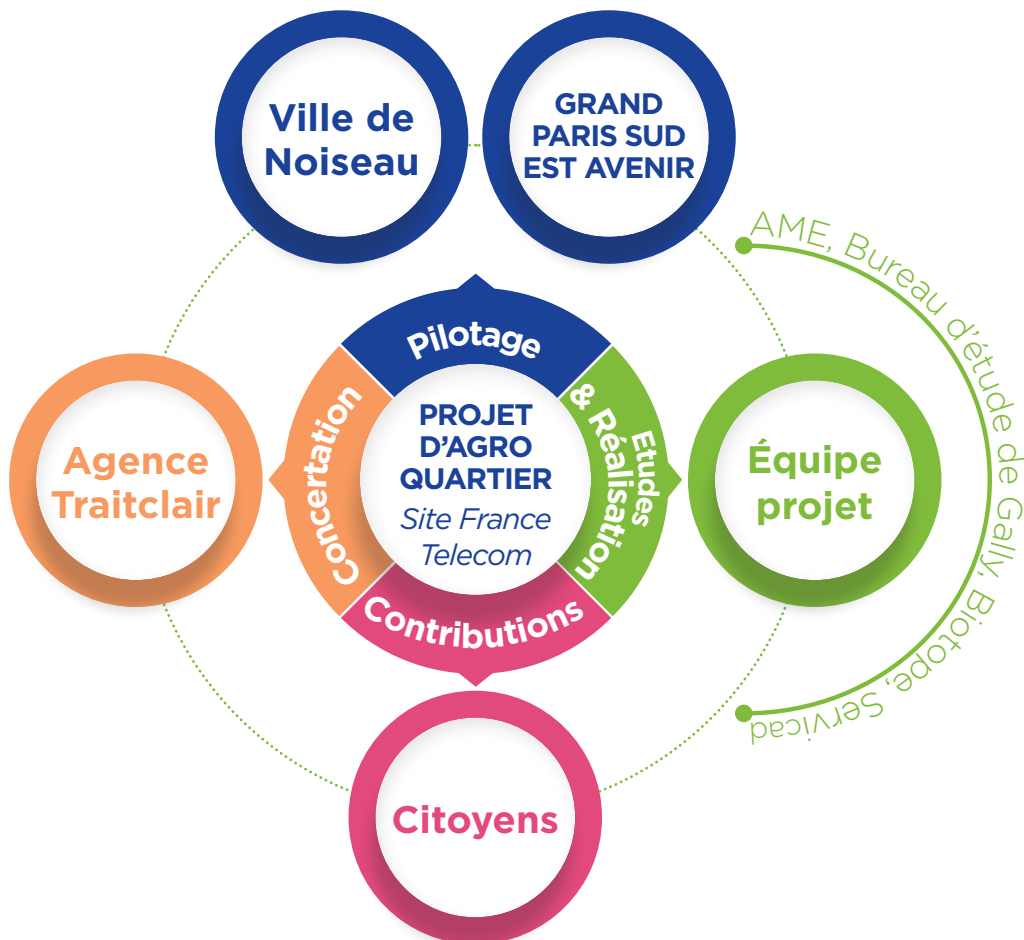 Ville de
Noiseau
GRAND
PARIS SUD
EST AVENIR
AME, Bureau d'étude de Gally, Biotope, Servicad
Pilotage
Concertation
Etudes
& Réalisation
Contributions
PROJET
D'AGRO
QUARTIER
Site France
Telecom
Agence
Traitclair
Équipe
projet
Citoyens